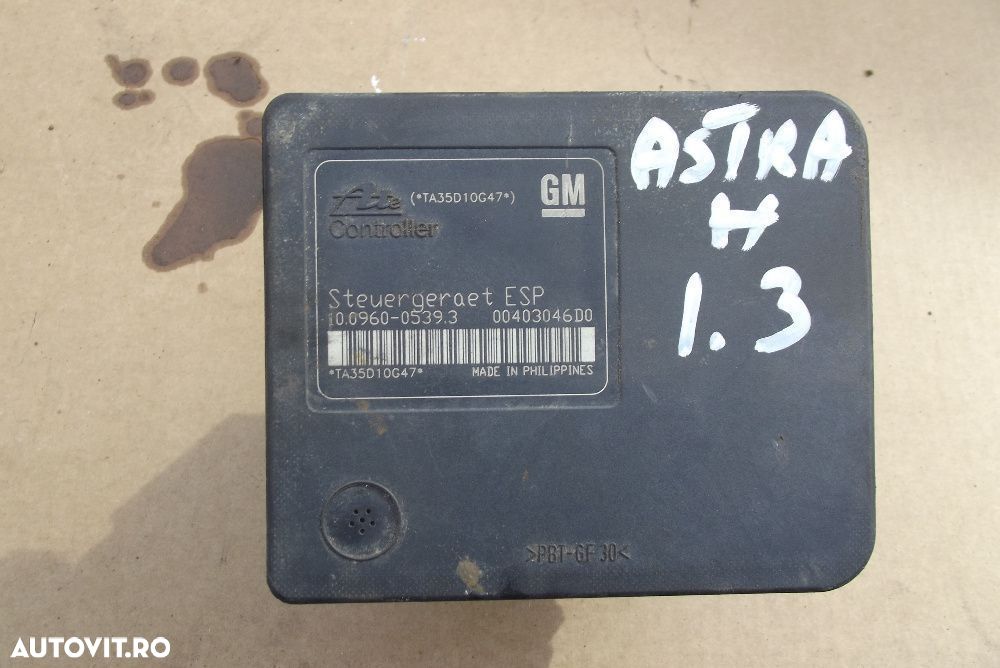 Ate (*TA35D10G47*) GM
Controller
Steuergeraet ESP
10.0960-0539.3 00403046D0
*TA35D10G47* MADE IN PHILIPPINES
ASTRA
H
1.3
>PBT-GF30<
AUTOVIT.RO